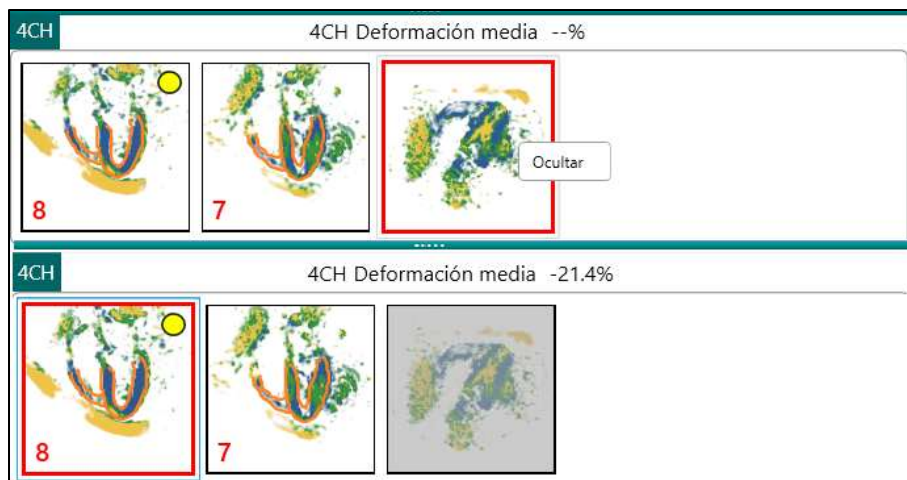 4CH
4CH Deformación media --%
8
7
Ocultar
4CH
4CH Deformación media -21.4%
8
7